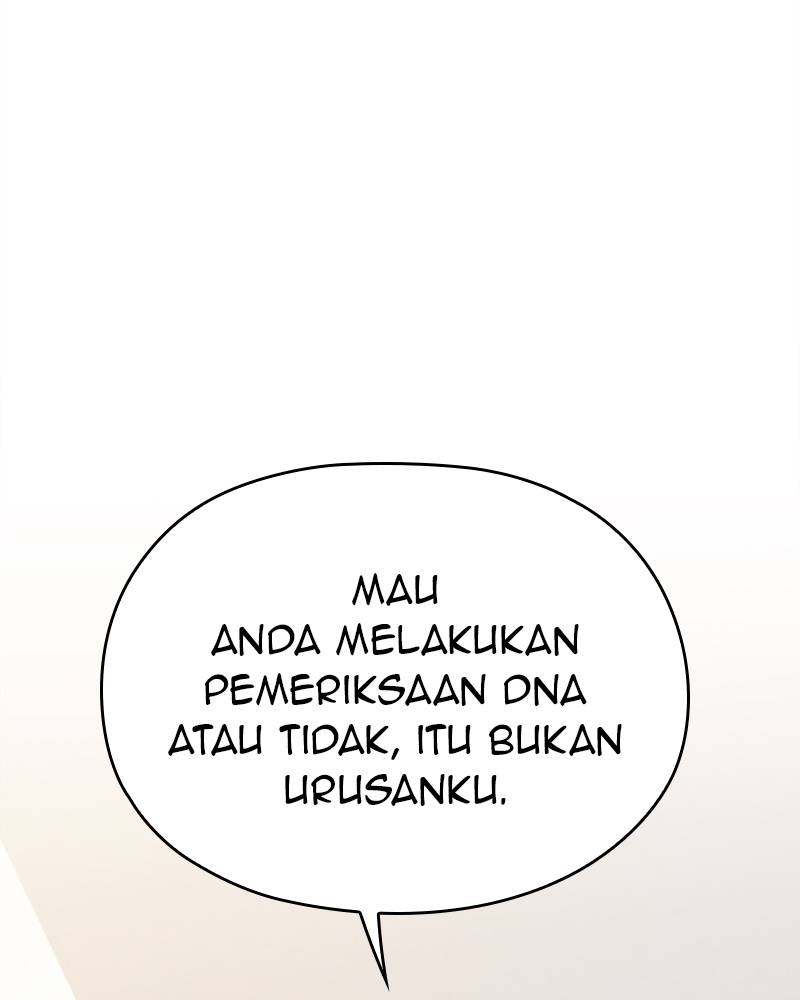 MAU
ANDA MELAKUKAN
PEMERIKSAAN DNA
ATAU TIDAK, ITU BUKAN
URUSANKU.